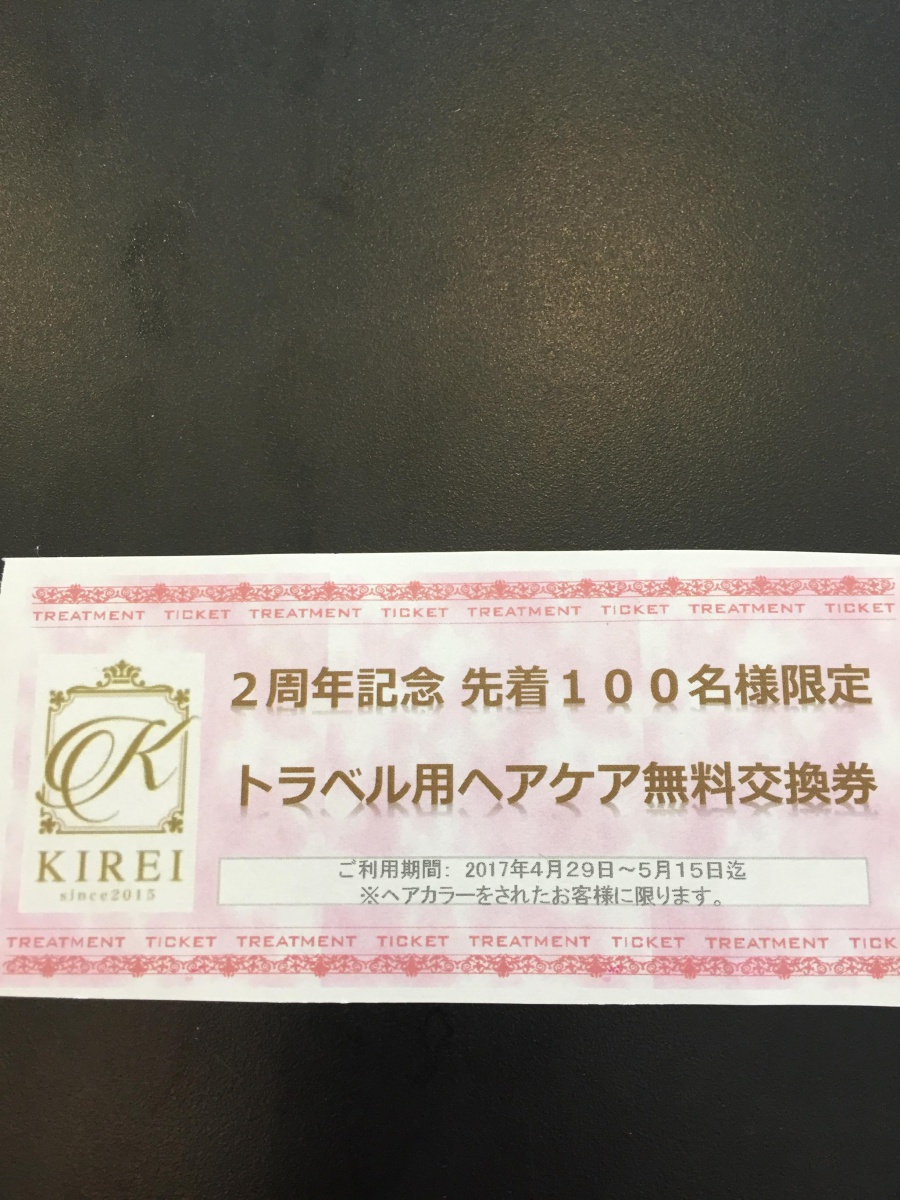 TREATMENT TICKET TREATMENT TICKET TREATMENT TICKET TREATMENT TICKET
２周年記念 先着１００名様限定
トラベル用ヘアケア無料交換券
K
KIREI
since2015
ご利用期間： 2017年4月29日～5月15日迄
※ヘアカラーをされたお客様に限ります。
TREATMENT TICKET TREATMENT TICKET TREATMENT TICKET TREATMENT TICK